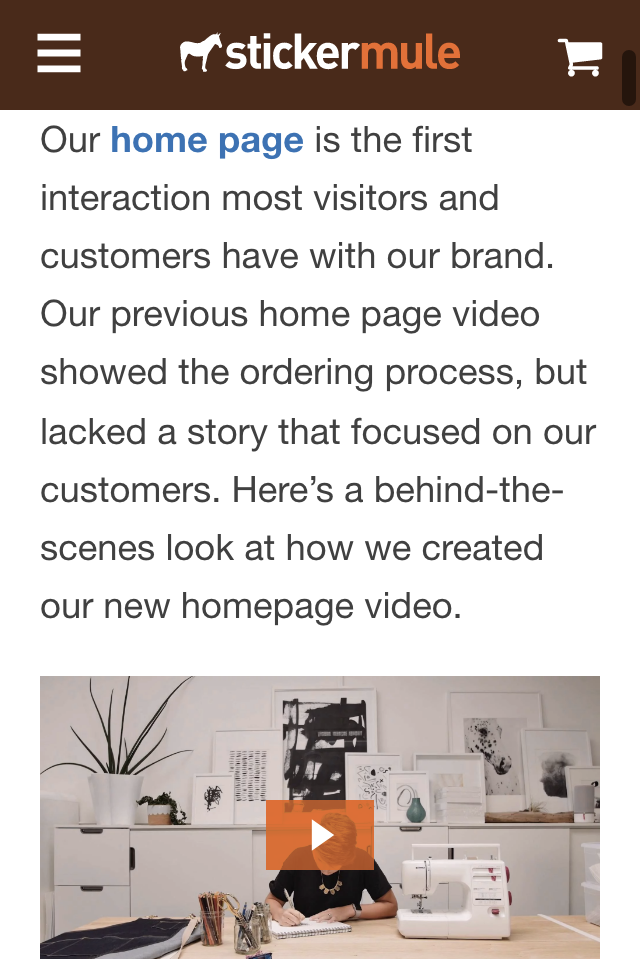 stickermule
Our home page is the first
interaction most visitors and
customers have with our brand.
Our previous home page video
showed the ordering process, but
lacked a story that focused on our
customers. Here’s a behind-the-
scenes look at how we created
our new homepage video.